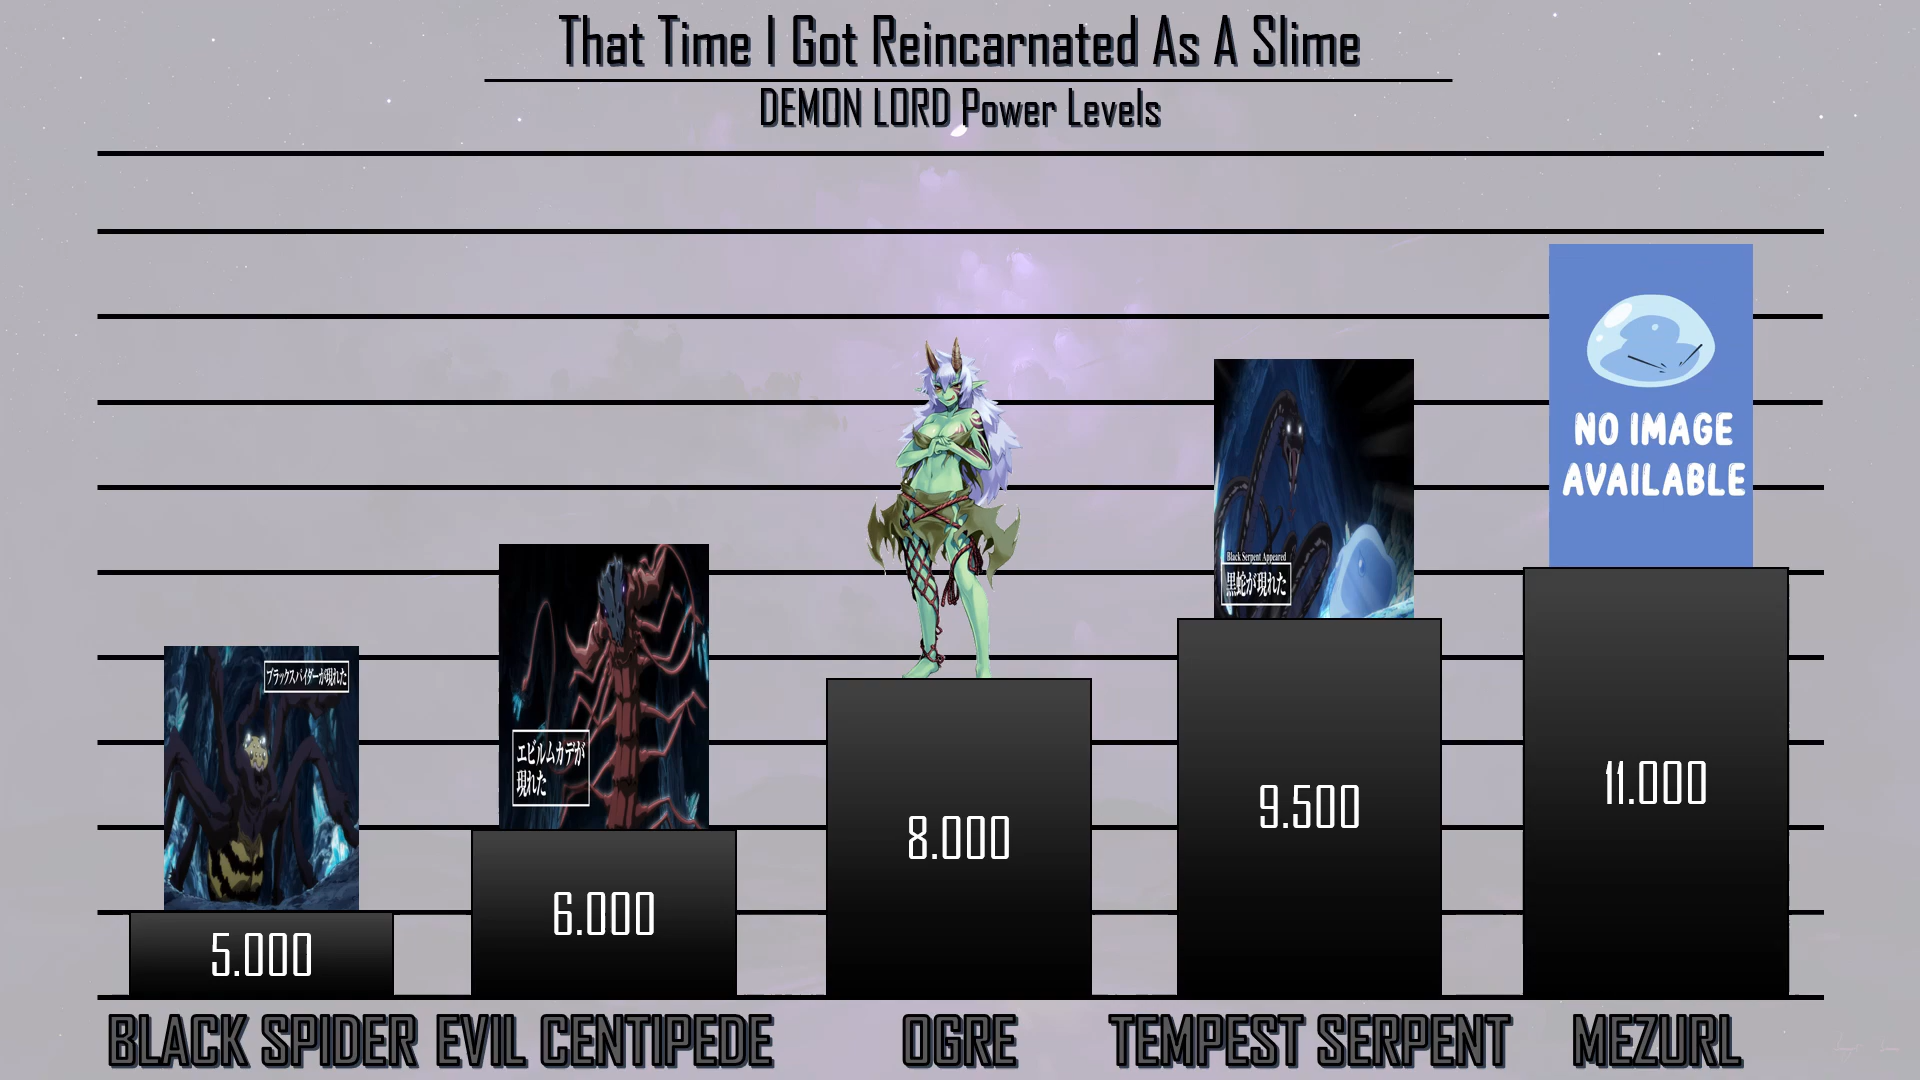 That Time I Got Reincarnated As A Slime
DEMON LORD Power Levels
NO IMAGE
AVAILABLE
Black Serpent Appeared
黒蛇が現れた
ブラックスパイダーが現れた
エビルムカデが
現れた
5.000
6.000
8.000
9.500
11.000
BLACK SPIDER
EVIL CENTIPEDE
OGRE
TEMPEST SERPENT
MEZURL